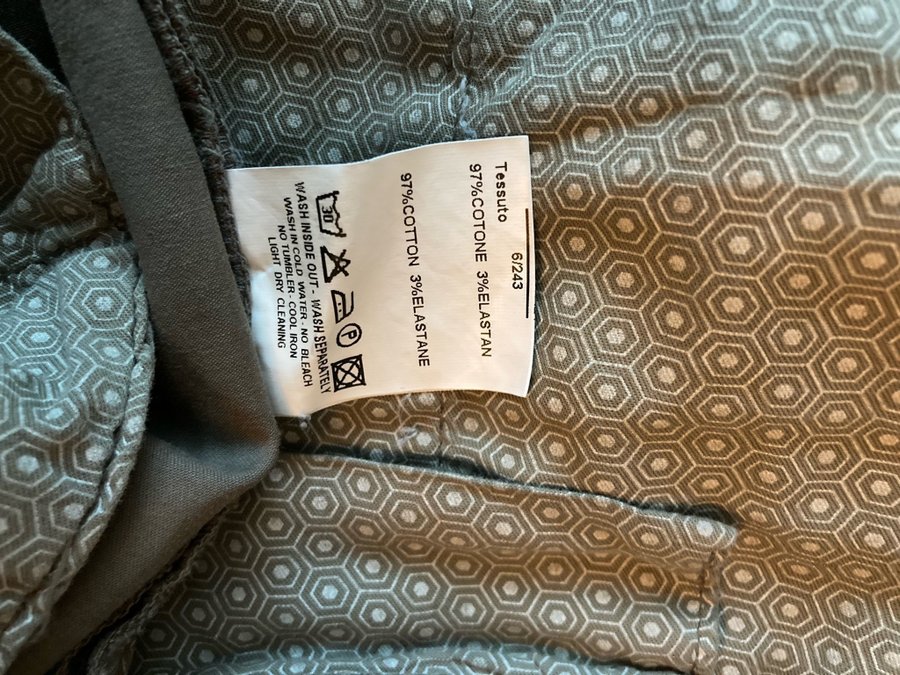 Tessuto 6/243
97%COTONE 3%ELASTAN
97%COTTON 3%ELASTANE
30 P
WASH INSIDE OUT - WASH SEPARATELY
WASH IN COLD WATER - NO BLEACH
NO TUMBLER - COOL IRON
LIGHT DRY CLEANING